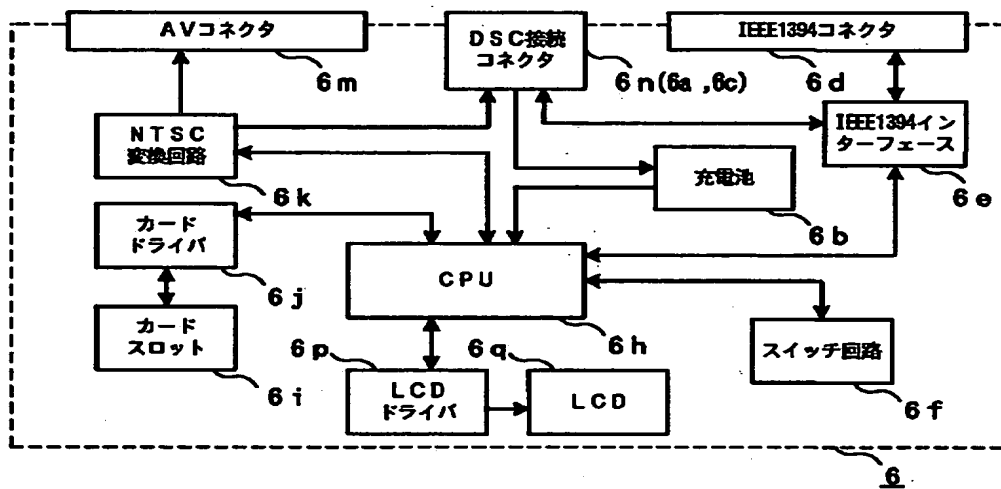 AVコネクタ
6m
DSC接続
コネクタ
6n(6a,6c)
IEEE1394コネクタ
6d
NTSC
変換回路
6k
IEEE1394イン
ターフェース
6e
充電池
6b
カード
ドライバ
6j
CPU
6h
カード
スロット
6i
スイッチ回路
6f
6p
LCD
ドライバ
6q
LCD
6